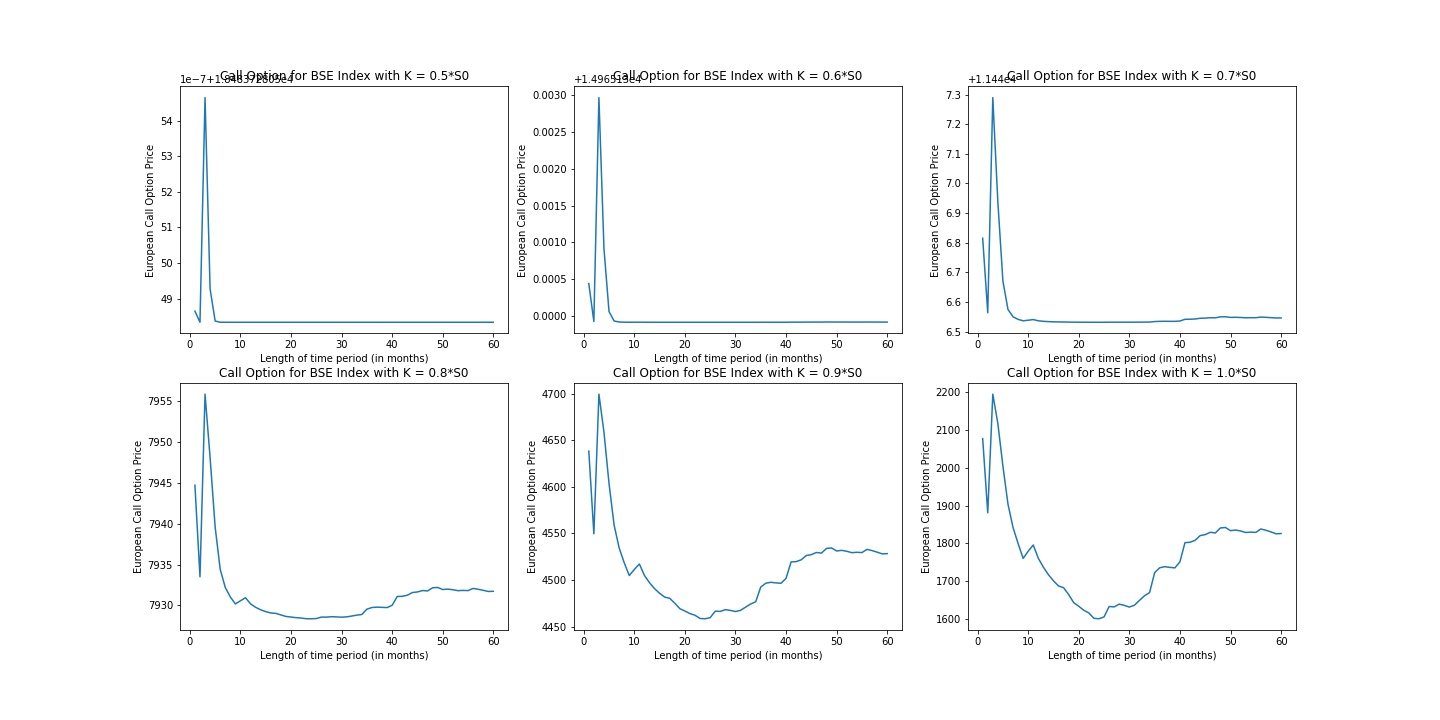 Call Option for BSE Index with K = 0.5*S0
European Call Option Price
54
53
52
51
50
49
0 10 20 30 40 50 60
Length of time period (in months)
+1.496513e4
Call Option for BSE Index with K = 0.6*S0
European Call Option Price
0.0030
0.0025
0.0020
0.0015
0.0010
0.0005
0.0000
0 10 20 30 40 50 60
Length of time period (in months)
+1.144e4
Call Option for BSE Index with K = 0.7*S0
European Call Option Price
7.3
7.2
7.1
7.0
6.9
6.8
6.7
6.6
6.5
0 10 20 30 40 50 60
Length of time period (in months)
Call Option for BSE Index with K = 0.8*S0
European Call Option Price
7955
7950
7945
7940
7935
7930
0 10 20 30 40 50 60
Length of time period (in months)
Call Option for BSE Index with K = 0.9*S0
European Call Option Price
4700
4650
4600
4550
4500
4450
0 10 20 30 40 50 60
Length of time period (in months)
Call Option for BSE Index with K = 1.0*S0
European Call Option Price
2200
2100
2000
1900
1800
1700
1600
0 10 20 30 40 50 60
Length of time period (in months)